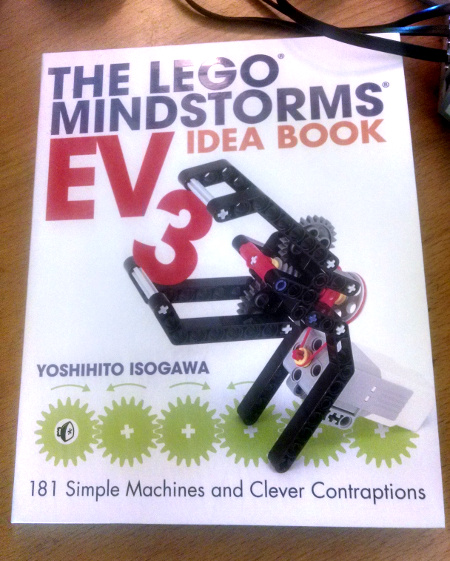 THE LEGO®
MINDSTORMS®
EV3
IDEA BOOK
YOSHIHITO ISOGAWA
181 Simple Machines and Clever Contraptions